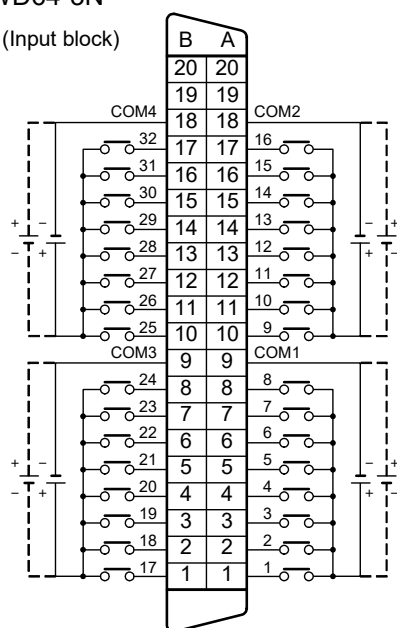 (Input block) B A
20 20
19 19
COM4 18 18 COM2
32 17 17 16
31 16 16 15
30 15 15 14
+ − 29 14 14 13 − +
− + 28 13 13 12 + −
27 12 12 11
26 11 11 10
25 10 10 9
COM3 9 9 COM1
24 8 8 8
23 7 7 7
22 6 6 6
+ − 21 5 5 5 − +
− + 20 4 4 4 + −
19 3 3 3
18 2 2 2
17 1 1 1